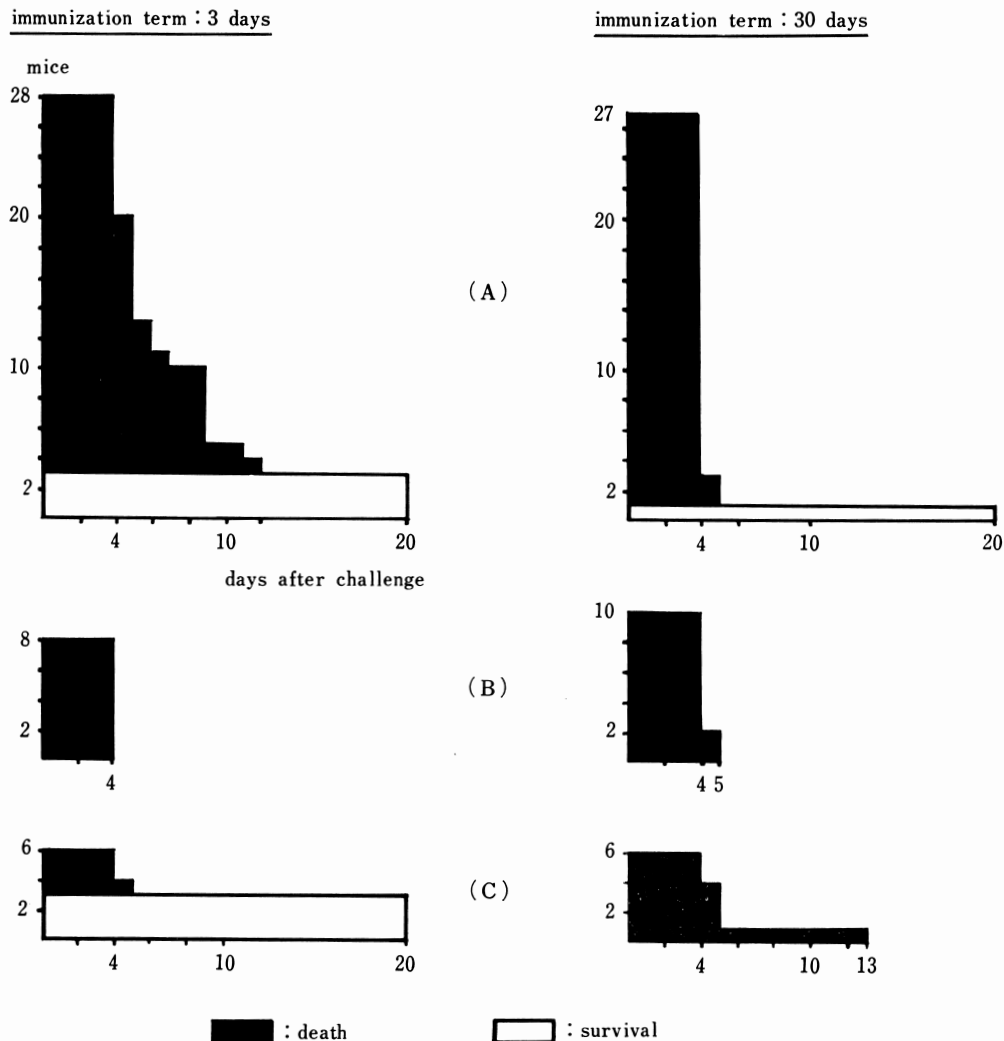 immunization term : 3 days
immunization term : 30 days
mice
28
20
10
2
4 10 20
days after challenge
(A)
27
20
10
2
4 10 20
8
2
4
(B)
10
2
4 5
6
2
4 10 20
(C)
6
2
4 10 13
: death
: survival